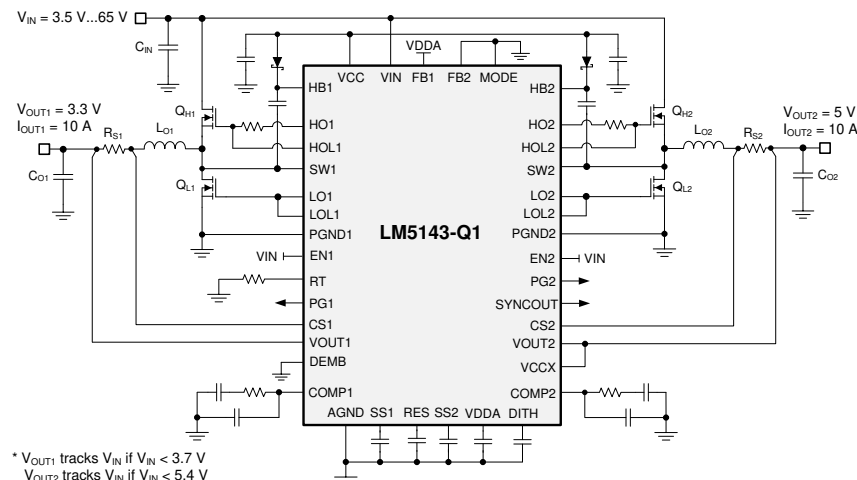 V_IN = 3.5 V...65 V
C_IN
VDDA
VCC
VIN
FB1
FB2
MODE
HB1
HB2
Q_H1
Q_H2
V_OUT1 = 3.3 V
I_OUT1 = 10 A
V_OUT2 = 5 V
I_OUT2 = 10 A
R_S1
L_O1
HO1
HO2
L_O2
R_S2
HOL1
HOL2
SW1
SW2
C_O1
C_O2
Q_L1
Q_L2
LO1
LO2
LOL1
LOL2
LM5143-Q1
PGND1
PGND2
VIN
EN1
EN2
VIN
RT
PG2
PG1
SYNCOUT
CS1
CS2
VOUT1
VOUT2
DEMB
VCCX
COMP1
COMP2
AGND
SS1
RES
SS2
VDDA
DITH
* V_OUT1 tracks V_IN if V_IN < 3.7 V
V_OUT2 tracks V_IN if V_IN < 5.4 V